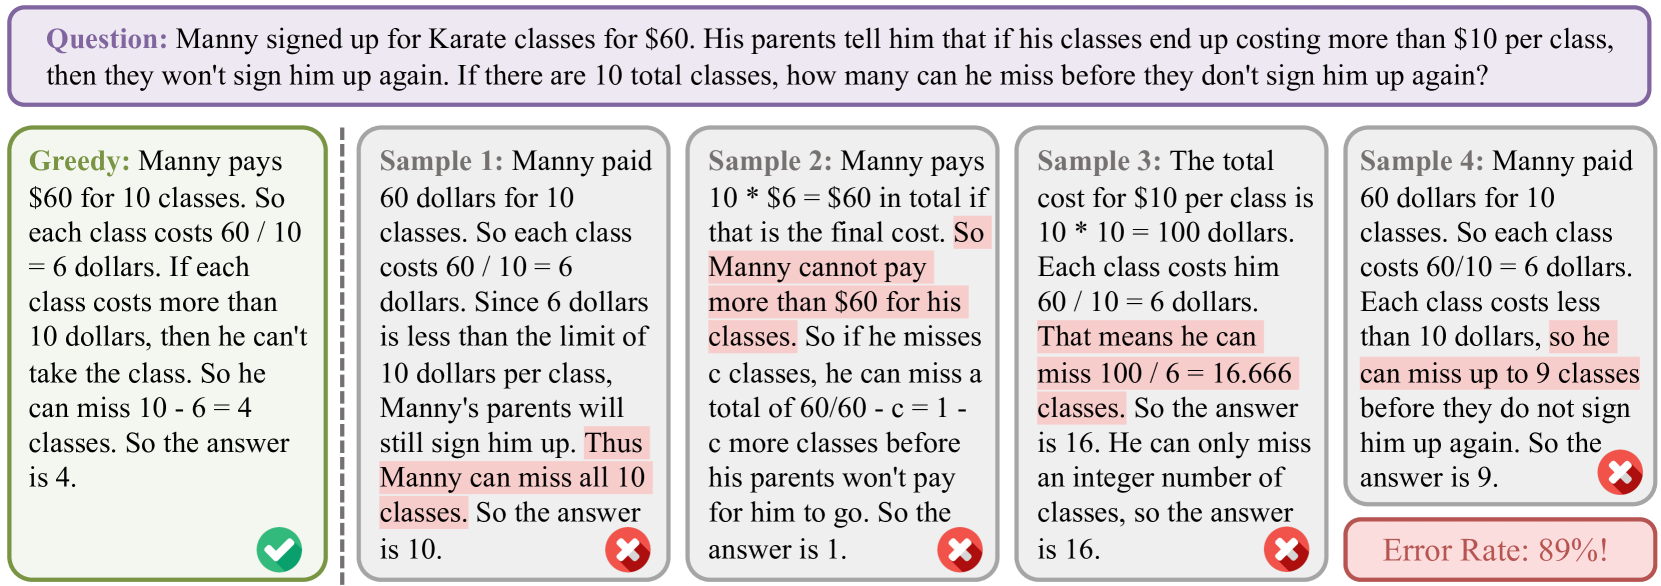 Question: Manny signed up for Karate classes for $60. His parents tell him that if his classes end up costing more than $10 per class,
then they won't sign him up again. If there are 10 total classes, how many can he miss before they don't sign him up again?
Greedy: Manny pays
$60 for 10 classes. So
each class costs 60 / 10
= 6 dollars. If each
class costs more than
10 dollars, then he can't
take the class. So he
can miss 10 - 6 = 4
classes. So the answer
is 4.
Sample 1: Manny paid
60 dollars for 10
classes. So each class
costs 60 / 10 = 6
dollars. Since 6 dollars
is less than the limit of
10 dollars per class,
Manny's parents will
still sign him up. Thus
Manny can miss all 10
classes. So the answer
is 10.
Sample 2: Manny pays
10 * $6 = $60 in total if
that is the final cost. So
Manny cannot pay
more than $60 for his
classes. So if he misses
c classes, he can miss a
total of 60/60 - c = 1 -
c more classes before
his parents won't pay
for him to go. So the
answer is 1.
Sample 3: The total
cost for $10 per class is
10 * 10 = 100 dollars.
Each class costs him
60 / 10 = 6 dollars.
That means he can
miss 100 / 6 = 16.666
classes. So the answer
is 16. He can only miss
an integer number of
classes, so the answer
is 16.
Sample 4: Manny paid
60 dollars for 10
classes. So each class
costs 60/10 = 6 dollars.
Each class costs less
than 10 dollars, so he
can miss up to 9 classes
before they do not sign
him up again. So the
answer is 9.
Error Rate: 89%!